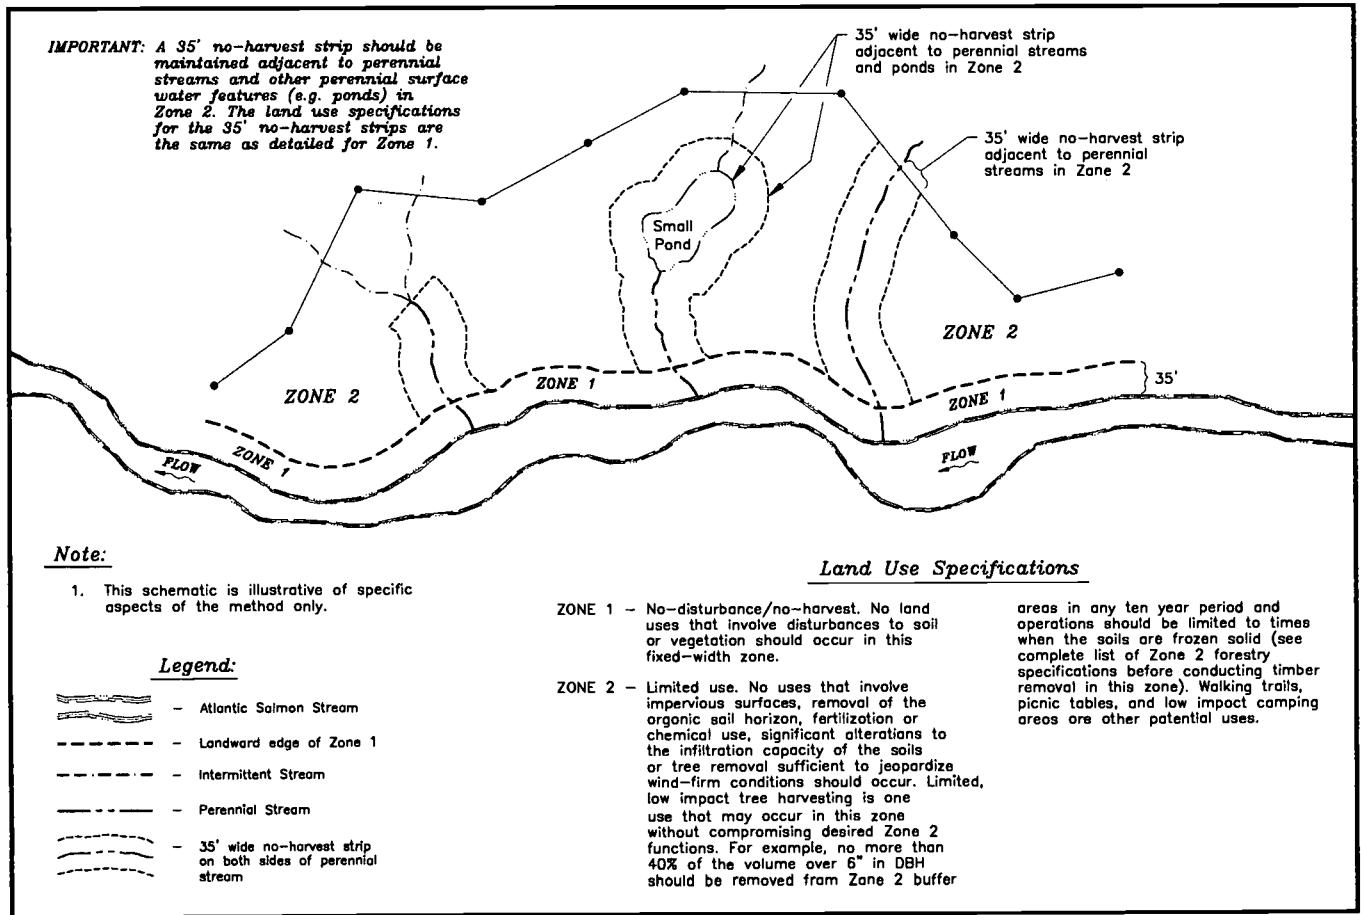 IMPORTANT: A 35' no-harvest strip should be
maintained adjacent to perennial
streams and other perennial surface
water features (e.g. ponds) in
Zone 2. The land use specifications
for the 35' no-harvest strips are
the same as detailed for Zone 1.
35' wide no-harvest strip
adjacent to perennial streams
and ponds in Zone 2
35' wide no-harvest strip
adjacent to perennial
streams in Zane 2
Small
Pond
ZONE 2
ZONE 2
ZONE 1
ZONE 1
ZONE 1
35'
FLOW
FLOW
Note:
1. This schematic is illustrative of specific
aspects of the method only.
Legend:
- Atlantic Salmon Stream
- Landward edge of Zone 1
- Intermittent Stream
- Perennial Stream
- 35' wide no-harvest strip
on both sides of perennial
stream
Land Use Specifications
ZONE 1 - No-disturbance/no-harvest. No land
uses that involve disturbances to soil
or vegetation should occur in this
fixed-width zone.
ZONE 2 - Limited use. No uses that involve
impervious surfaces, removal of the
orgonic sail horizon, fertilization or
chemical use, significant alterations to
the infiltration capacity of the soils
or tree removal sufficient to jeopardize
wind-firm conditions should occur. Limited,
low impact tree harvesting is one
use that may occur in this zone
without compromising desired Zone 2
functions. For example, no more than
40% of the volume over 6" in DBH
should be removed fram Zane 2 buffer
areas in any ten year period and
operations should be limited to times
when the soils are frozen solid (see
complete list of Zone 2 forestry
specifications before conducting timber
removal in this zone). Walking trails,
picnic tables, and low impact camping
areos ore other potential uses.